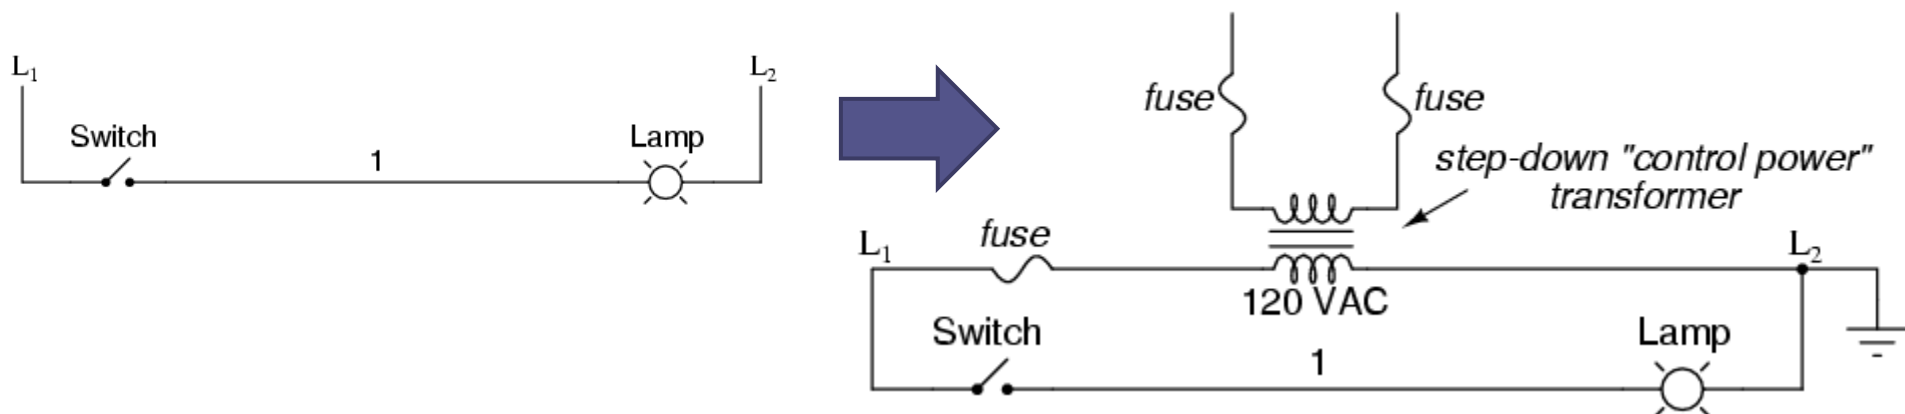 L₁
L₂
Switch
1
Lamp
fuse
fuse
step-down "control power"
transformer
L₁
fuse
L₂
120 VAC
Switch
1
Lamp